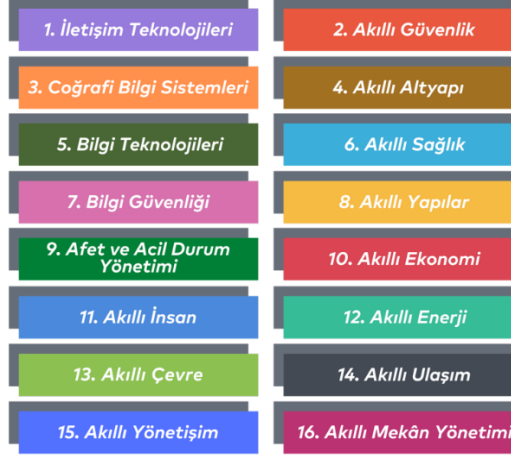 1. İletişim Teknolojileri
2. Akıllı Güvenlik
3. Coğrafi Bilgi Sistemleri
4. Akıllı Altyapı
5. Bilgi Teknolojileri
6. Akıllı Sağlık
7. Bilgi Güvenliği
8. Akıllı Yapılar
9. Afet ve Acil Durum
Yönetimi
10. Akıllı Ekonomi
11. Akıllı İnsan
12. Akıllı Enerji
13. Akıllı Çevre
14. Akıllı Ulaşım
15. Akıllı Yönetişim
16. Akıllı Mekân Yönetimi